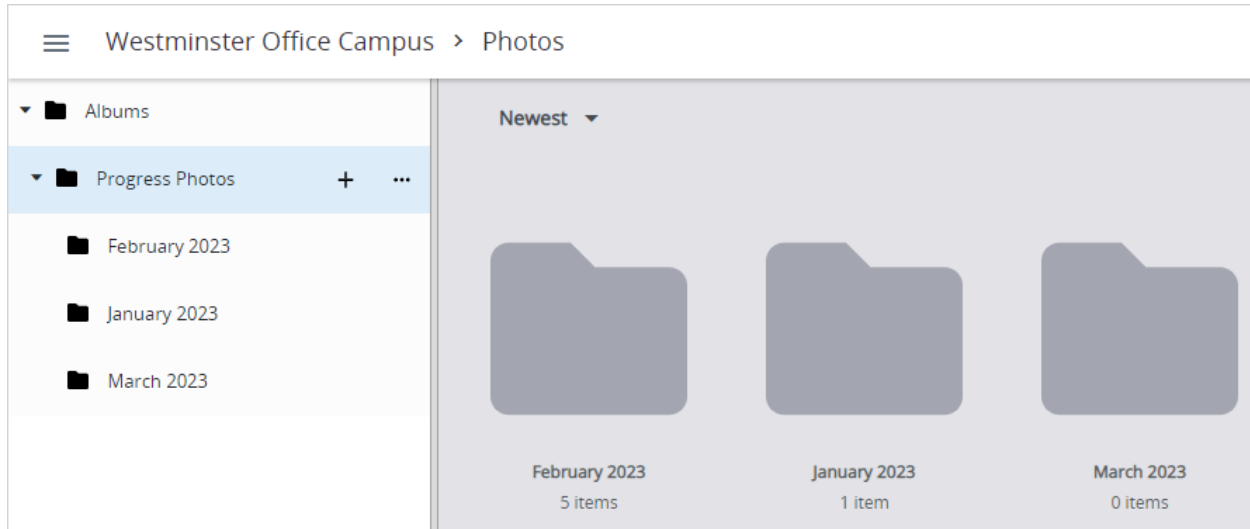 Westminster Office Campus > Photos
Albums
Progress Photos
February 2023
January 2023
March 2023
Newest
February 2023
5 items
January 2023
1 item
March 2023
0 items